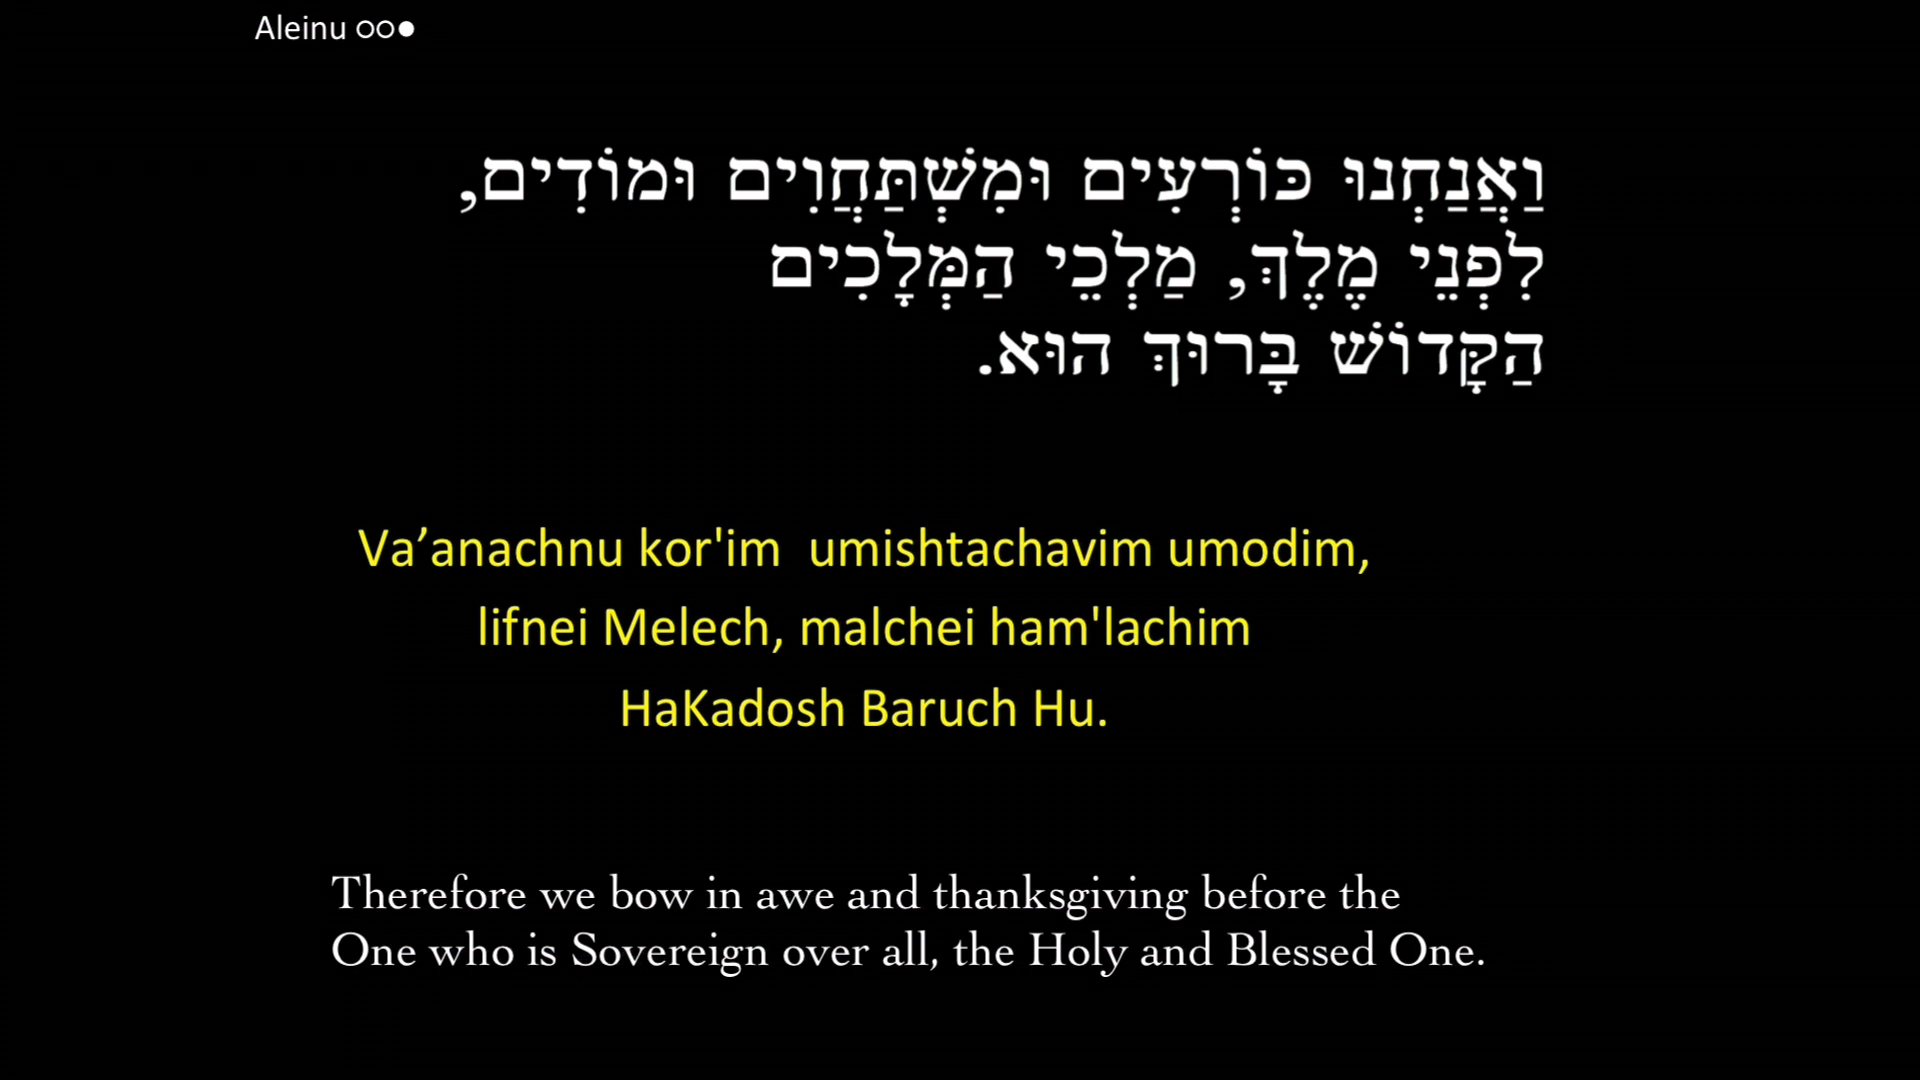 Aleinu ○○●
וַאֲנַחְנוּ כּוֹרְעִים וּמִשְׁתַּחֲוִים וּמוֹדִים,
לִפְנֵי מֶלֶךְ, מַלְכֵי הַמְּלָכִים
הַקָּדוֹשׁ בָּרוּךְ הוּא.
Va’anachnu kor'im  umishtachavim umodim,
lifnei Melech, malchei ham'lachim
HaKadosh Baruch Hu.
Therefore we bow in awe and thanksgiving before the
One who is Sovereign over all, the Holy and Blessed One.